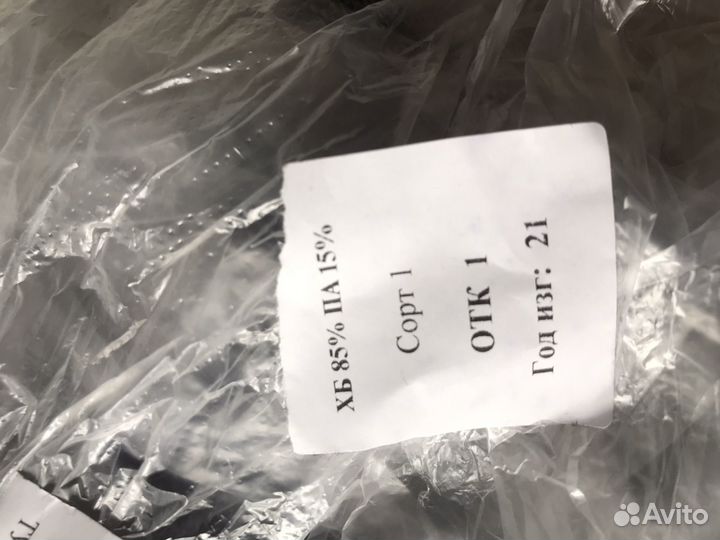 ХБ 85% ПА 15%
Сорт 1
ОТК 1
Год изг: 21
Avito